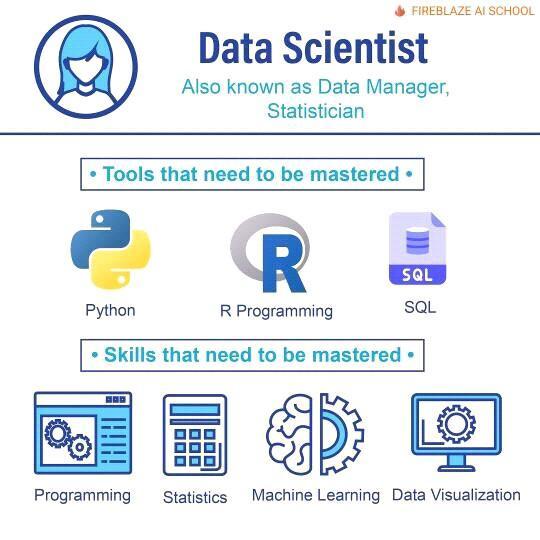 FIREBLAZE AI SCHOOL
Data Scientist
Also known as Data Manager,
Statistician
• Tools that need to be mastered •
Python
R
R Programming
SQL
SQL
• Skills that need to be mastered •
Programming
Statistics
Machine Learning
Data Visualization